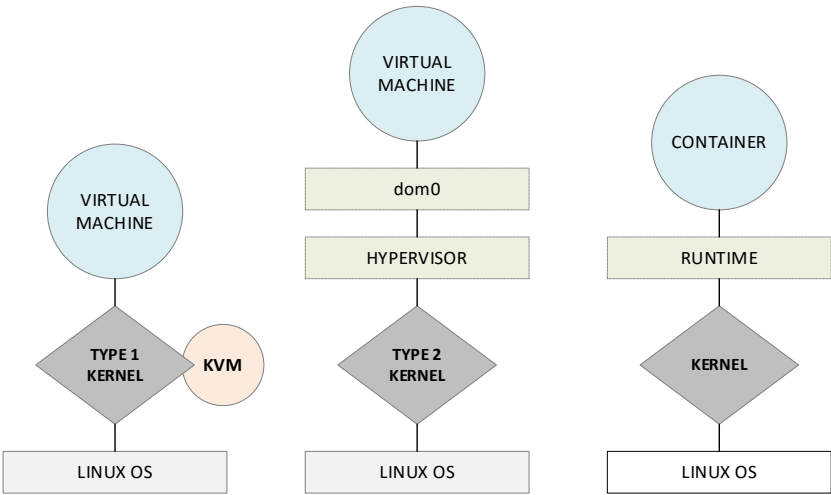 VIRTUAL
MACHINE
TYPE 1
KERNEL
KVM
LINUX OS
VIRTUAL
MACHINE
dom0
HYPERVISOR
TYPE 2
KERNEL
LINUX OS
CONTAINER
RUNTIME
KERNEL
LINUX OS